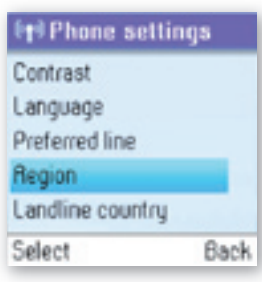 Phone settings
Contrast
Language
Preferred line
Region
Landline country
Select Back